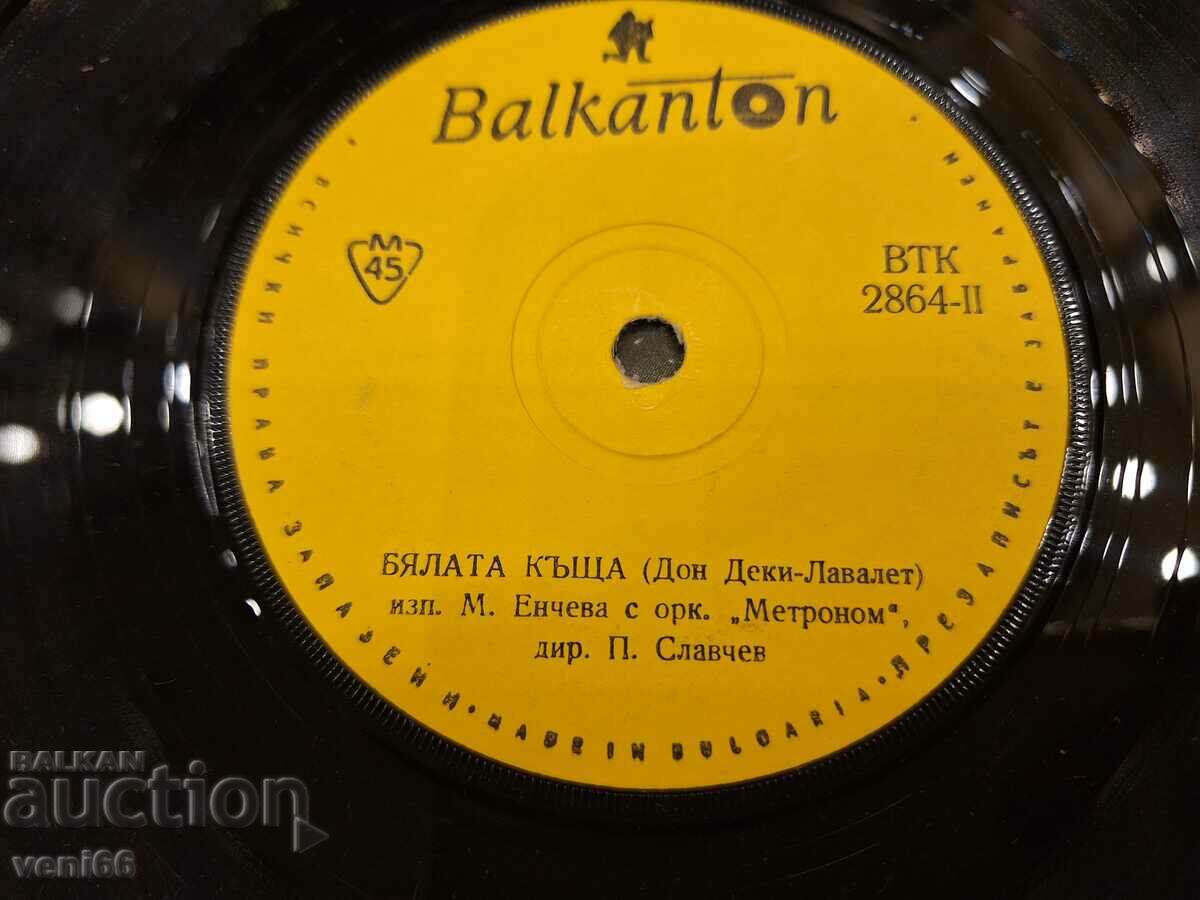 Balkanton
М
45
ВТК
2864-II
БЯЛАТА КЪЩА (Дон Деки-Лавалет)
изп. М. Енчева с орк. „Метроном“,
дир. П. Славчев
ВСИЧКИ ПРАВА ЗАПАЗЕНИ • MADE IN BULGARIA • ПРЕЗАПИСЪТ Е ЗАБРАНЕН
BALKAN
auction
veni66